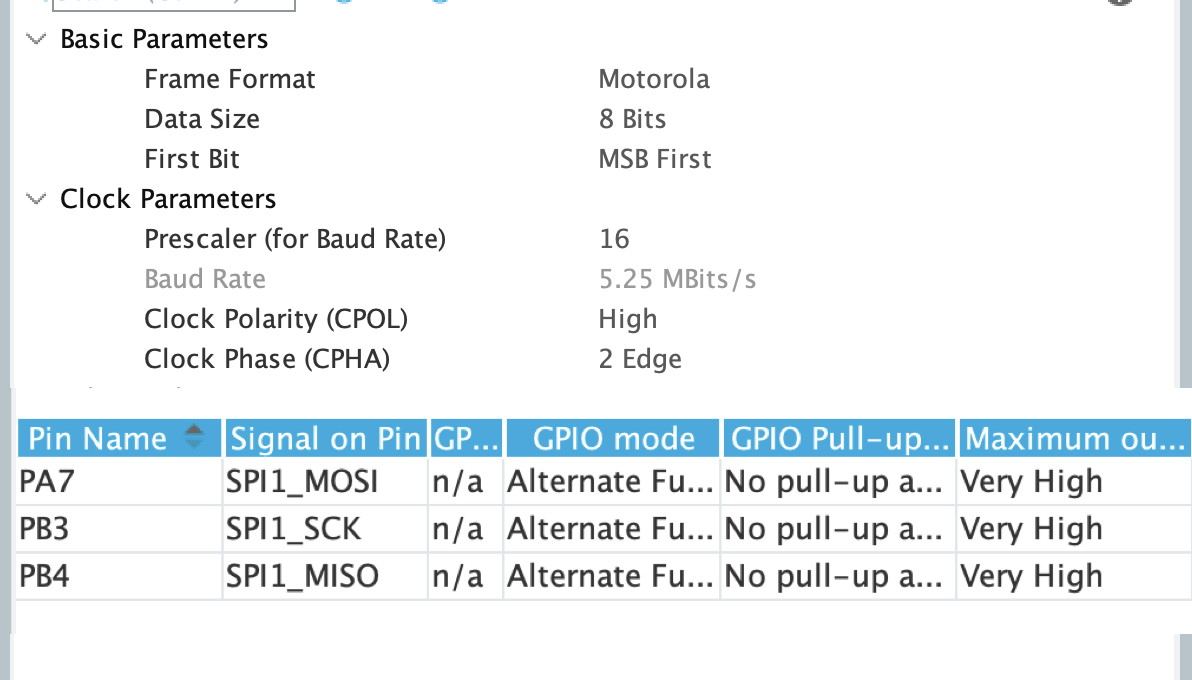 Basic Parameters
Frame Format Motorola
Data Size 8 Bits
First Bit MSB First
Clock Parameters
Prescaler (for Baud Rate) 16
Baud Rate 5.25 MBits/s
Clock Polarity (CPOL) High
Clock Phase (CPHA) 2 Edge
Pin Name Signal on Pin GP... GPIO mode GPIO Pull-up... Maximum ou...
PA7 SPI1_MOSI n/a Alternate Fu... No pull-up a... Very High
PB3 SPI1_SCK n/a Alternate Fu... No pull-up a... Very High
PB4 SPI1_MISO n/a Alternate Fu... No pull-up a... Very High